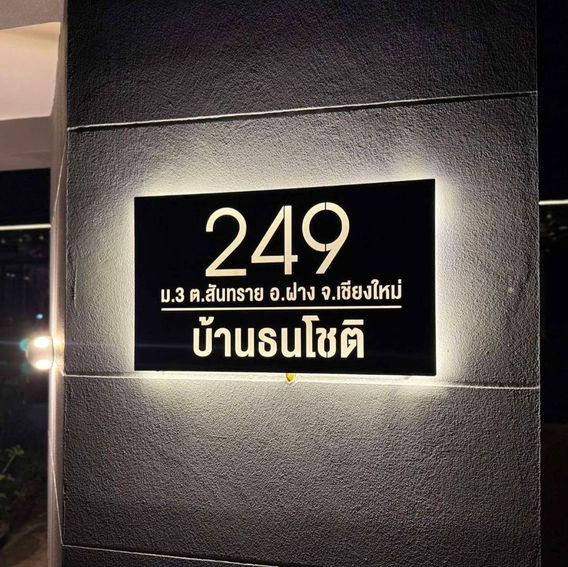 249
ม.3 ต.สันทราย อ.ฝาง จ.เชียงใหม่
บ้านธนโชติ